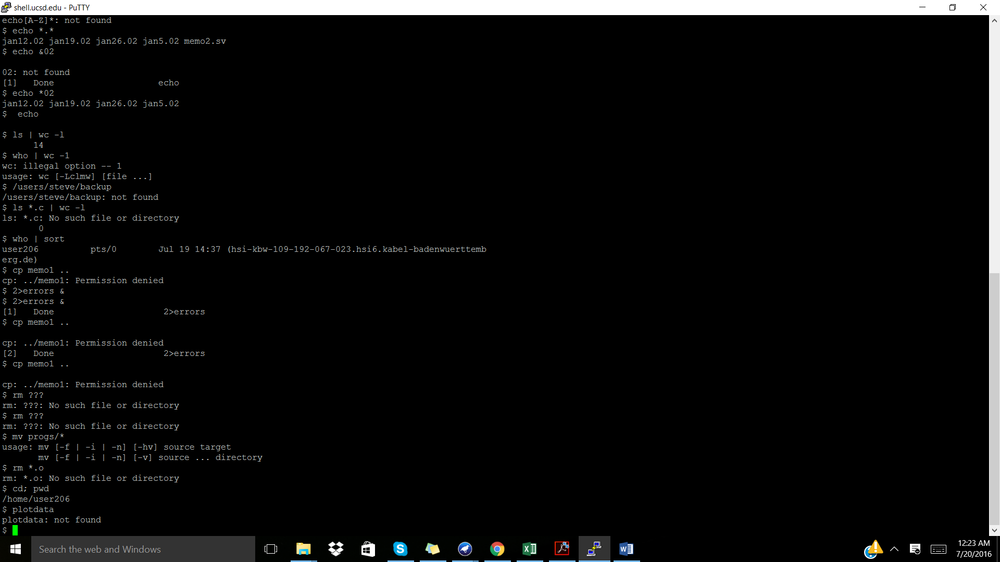 shell.ucsd.edu - PuTTY
echo[A-Z]*: not found
$ echo *.*
jan12.02 jan19.02 jan26.02 jan5.02 memo2.sv
$ echo &02
02: not found
[1]   Done                    echo
$ echo *02
jan12.02 jan19.02 jan26.02 jan5.02
$  echo
$ ls | wc -l
      14
$ who | wc -1
wc: illegal option -- 1
usage: wc [-Lclmw] [file ...]
$ /users/steve/backup
/users/steve/backup: not found
$ ls *.c | wc -l
ls: *.c: No such file or directory
       0
$ who | sort
user206          pts/0        Jul 19 14:37 (hsi-kbw-109-192-067-023.hsi6.kabel-badenwuerttemb
erg.de)
$ cp memo1 ..
cp: ../memo1: Permission denied
$ 2>errors &
$ 2>errors &
[1]   Done                     2>errors
$ cp memo1 ..
cp: ../memo1: Permission denied
[2]   Done                     2>errors
$ cp memo1 ..
cp: ../memo1: Permission denied
$ rm ???
rm: ???: No such file or directory
$ rm ???
rm: ???: No such file or directory
$ mv progs/*
usage: mv [-f | -i | -n] [-hv] source target
       mv [-f | -i | -n] [-v] source ... directory
$ rm *.o
rm: *.o: No such file or directory
$ cd; pwd
/home/user206
$ plotdata
plotdata: not found
$
Search the web and Windows
12:23 AM
7/20/2016